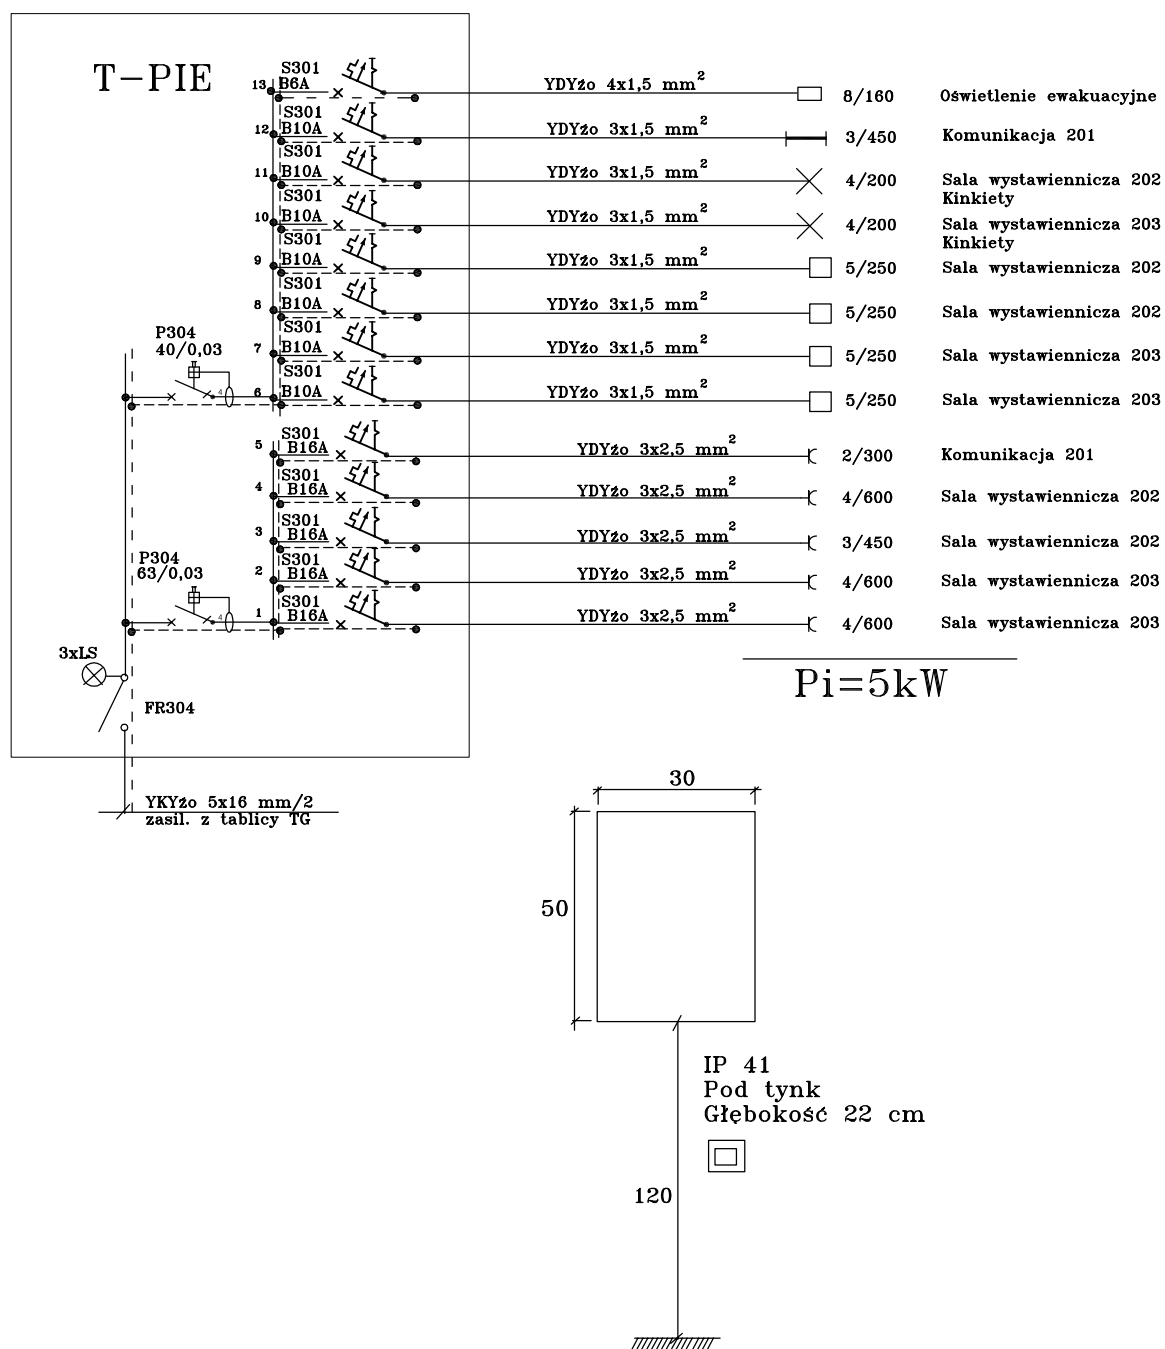 T-PIE
S301
13 B6A YDYżo 4x1,5 mm2 8/160 Oświetlenie ewakuacyjne
S301
12 B10A YDYżo 3x1,5 mm2 3/450 Komunikacja 201
S301
11 B10A YDYżo 3x1,5 mm2 4/200 Sala wystawiennicza 202
Kinkiety
S301
10 B10A YDYżo 3x1,5 mm2 4/200 Sala wystawiennicza 203
Kinkiety
S301
9 B10A YDYżo 3x1,5 mm2 5/250 Sala wystawiennicza 202
S301
8 B10A YDYżo 3x1,5 mm2 5/250 Sala wystawiennicza 202
S301
7 B10A YDYżo 3x1,5 mm2 5/250 Sala wystawiennicza 203
P304
40/0,03
4
S301
6 B10A YDYżo 3x1,5 mm2 5/250 Sala wystawiennicza 203
S301
5 B16A YDYżo 3x2,5 mm2 2/300 Komunikacja 201
S301
4 B16A YDYżo 3x2,5 mm2 4/600 Sala wystawiennicza 202
S301
3 B16A YDYżo 3x2,5 mm2 3/450 Sala wystawiennicza 202
S301
2 B16A YDYżo 3x2,5 mm2 4/600 Sala wystawiennicza 203
P304
63/0,03
4
S301
1 B16A YDYżo 3x2,5 mm2 4/600 Sala wystawiennicza 203
3xLS
FR304
Pi=5kW
YKYżo 5x16 mm/2
zasil. z tablicy TG
30
50
IP 41
Pod tynk
Głębokość 22 cm
120